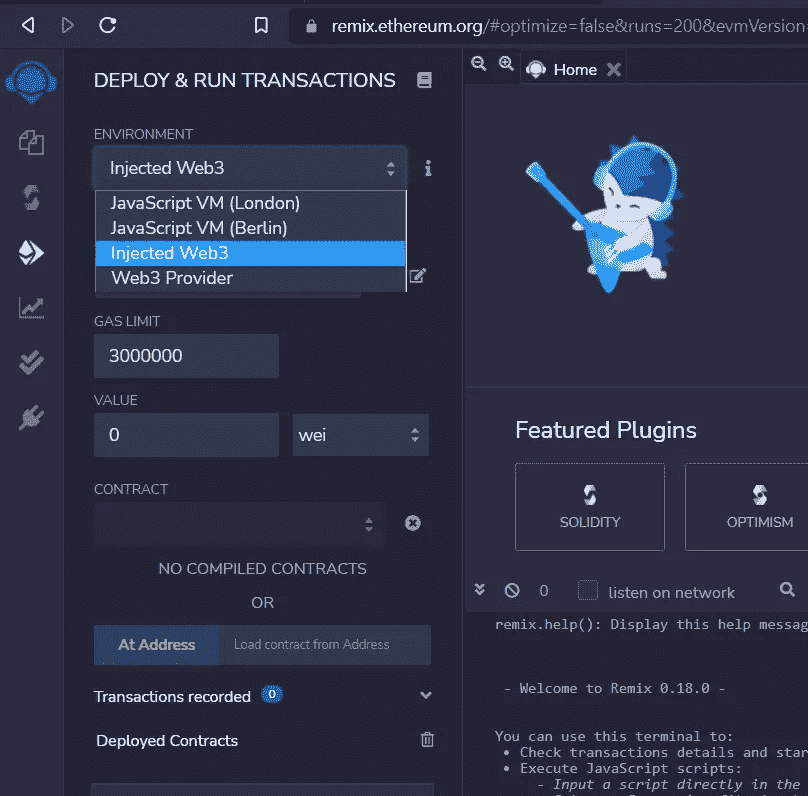 remix.ethereum.org/#optimize=false&runs=200&evmVersion=
DEPLOY & RUN TRANSACTIONS
Home
ENVIRONMENT
Injected Web3
JavaScript VM (London)
JavaScript VM (Berlin)
Injected Web3
Web3 Provider
GAS LIMIT
3000000
VALUE
0
wei
CONTRACT
NO COMPILED CONTRACTS
OR
At Address
Load contract from Address
Transactions recorded 0
Deployed Contracts
Featured Plugins
SOLIDITY
OPTIMISM
0
listen on network
remix.help(): Display this help messag
- Welcome to Remix 0.18.0 -
You can use this terminal to:
• Check transactions details and star
• Execute JavaScript scripts:
- Input a script directly in the